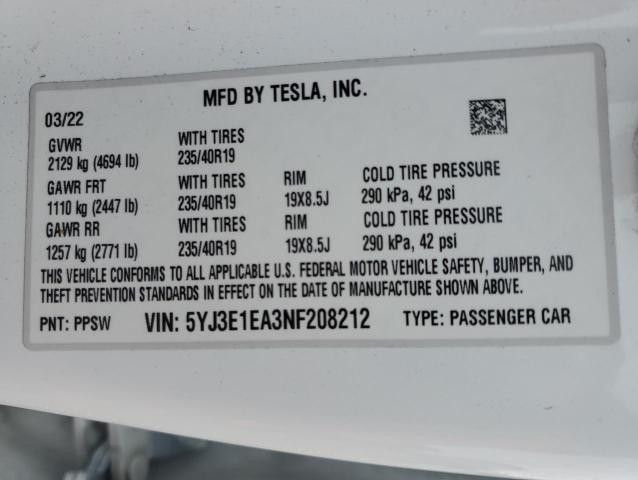 MFD BY TESLA, INC.
03/22
GVWR WITH TIRES
2129 kg (4694 lb) 235/40R19
GAWR FRT WITH TIRES RIM COLD TIRE PRESSURE
1110 kg (2447 lb) 235/40R19 19X8.5J 290 kPa, 42 psi
GAWR RR WITH TIRES RIM COLD TIRE PRESSURE
1257 kg (2771 lb) 235/40R19 19X8.5J 290 kPa, 42 psi
THIS VEHICLE CONFORMS TO ALL APPLICABLE U.S. FEDERAL MOTOR VEHICLE SAFETY, BUMPER, AND
THEFT PREVENTION STANDARDS IN EFFECT ON THE DATE OF MANUFACTURE SHOWN ABOVE.
PNT: PPSW VIN: 5YJ3E1EA3NF208212 TYPE: PASSENGER CAR